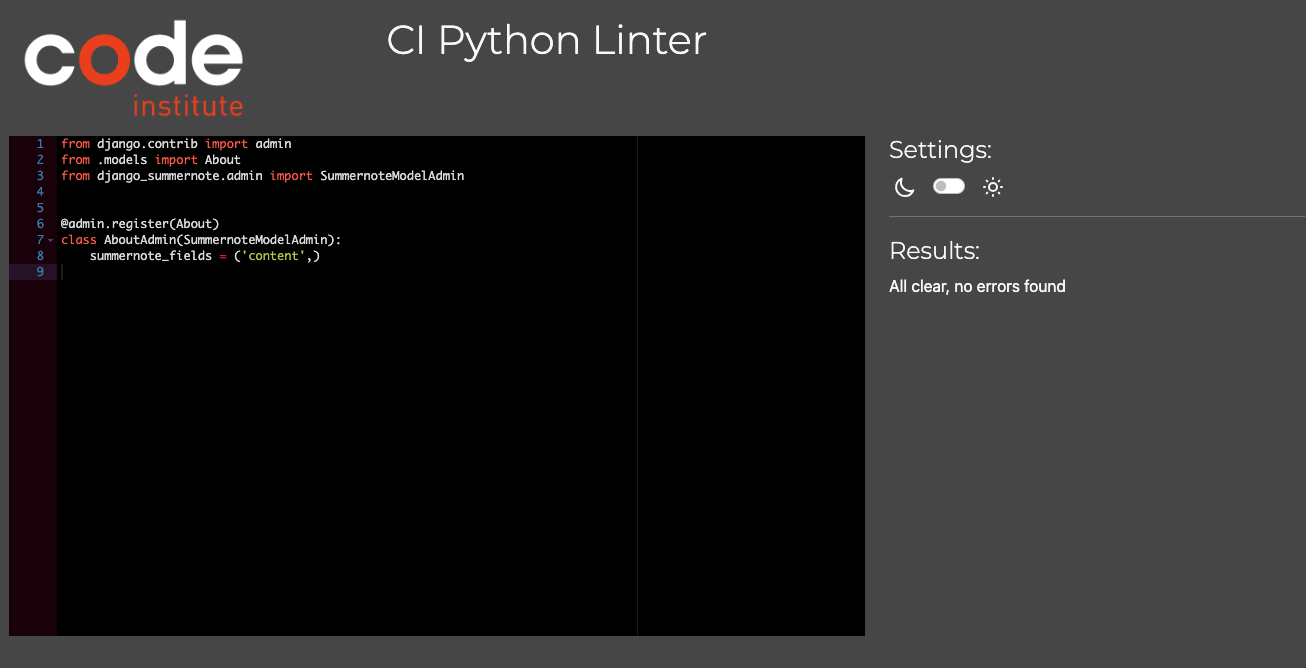 code
institute
CI Python Linter
1 from django.contrib import admin
2 from .models import About
3 from django_summernote.admin import SummernoteModelAdmin
4
5
6 @admin.register(About)
7 class AboutAdmin(SummernoteModelAdmin):
8     summernote_fields = ('content',)
9
Settings:
Results:
All clear, no errors found